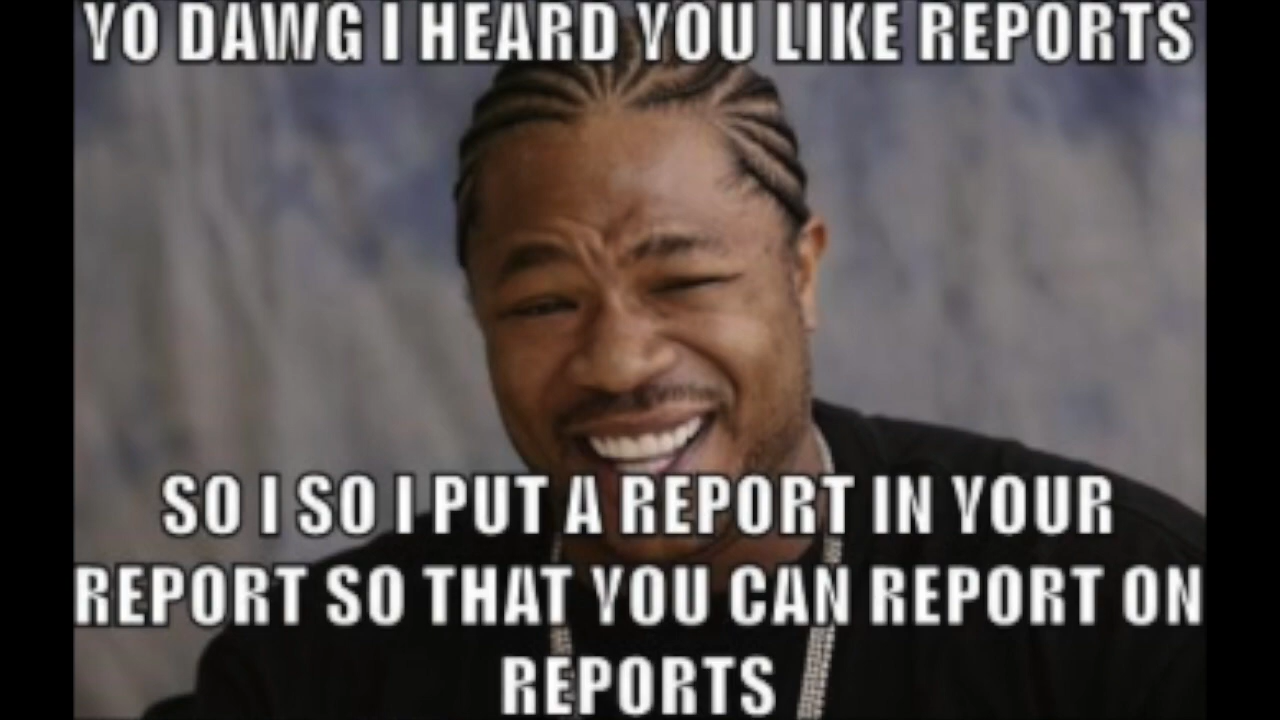 YO DAWG I HEARD YOU LIKE REPORTS
SO I SO I PUT A REPORT IN YOUR
REPORT SO THAT YOU CAN REPORT ON
REPORTS